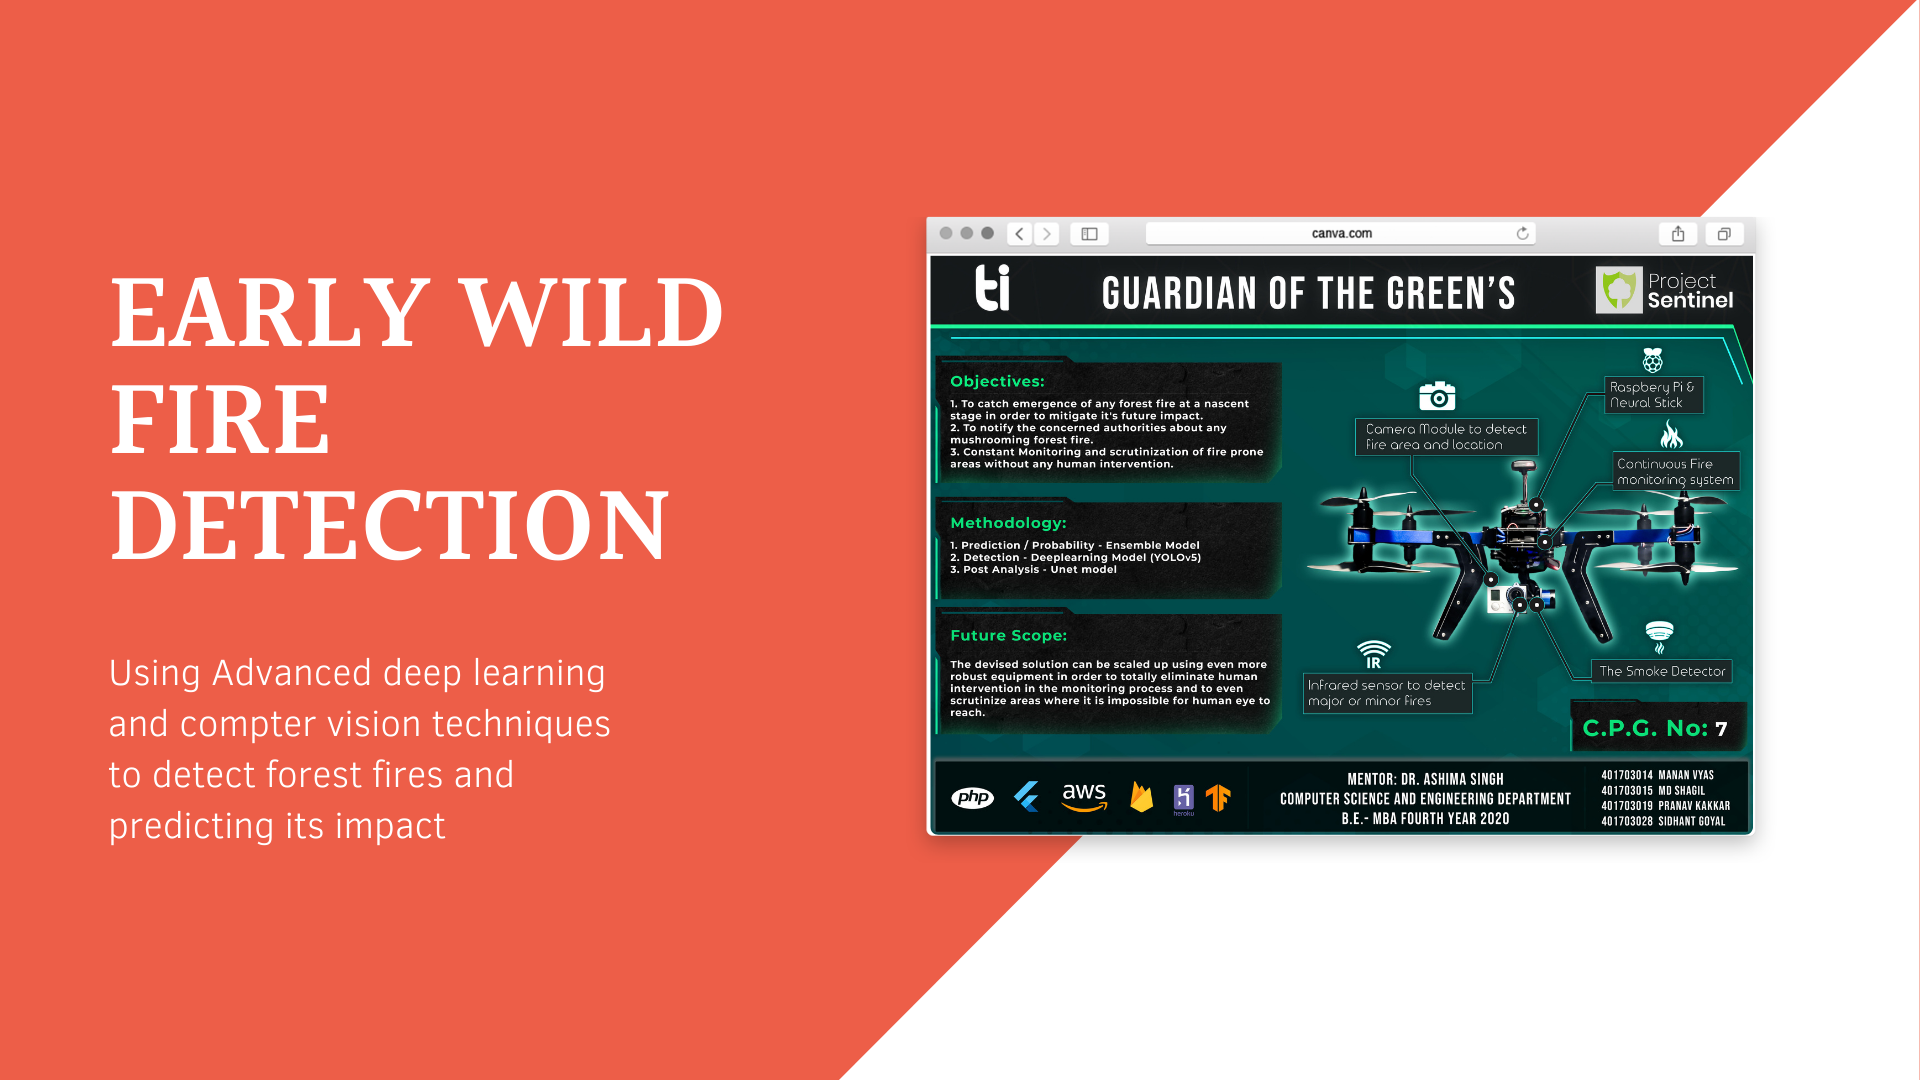 EARLY WILD
FIRE
DETECTION
Using Advanced deep learning
and compter vision techniques
to detect forest fires and
predicting its impact
canva.com
ti
GUARDIAN OF THE GREEN'S
Project
Sentinel
Objectives:
1. To catch emergence of any forest fire at a nascent
stage in order to mitigate it's future impact.
2. To notify the concerned authorities about any
mushrooming forest fire.
3. Constant Monitoring and scrutinization of fire prone
areas without any human intervention.
Methodology:
1. Prediction / Probability - Ensemble Model
2. Detection - Deeplearning Model (YOLOv5)
3. Post Analysis - Unet model
Future Scope:
The devised solution can be scaled up using even more
robust equipment in order to totally eliminate human
intervention in the monitoring process and to even
scrutinize areas where it is impossible for human eye to
reach.
Raspbery Pi &
Neural Stick
Camera Module to detect
fire area and location
Continuous Fire
monitoring system
IR
Infrared sensor to detect
major or minor fires
The Smoke Detector
C.P.G. No: 7
php
aws
heroku
MENTOR: DR. ASHIMA SINGH
COMPUTER SCIENCE AND ENGINEERING DEPARTMENT
B.E.- MBA FOURTH YEAR 2020
401703014 MANAN VYAS
401703015 MD SHAGIL
401703019 PRANAV KAKKAR
401703028 SIDHANT GOYAL